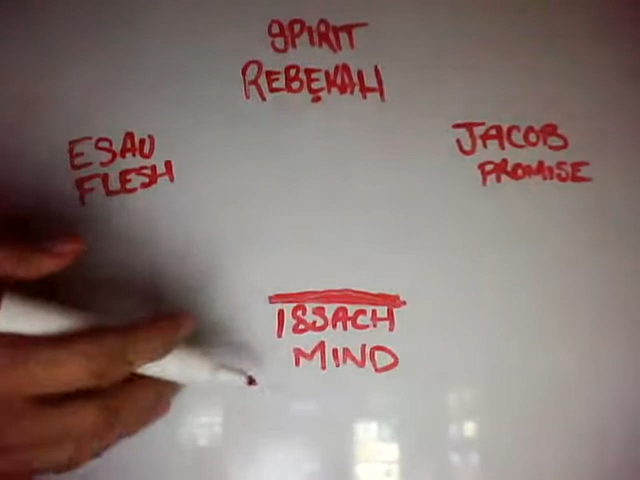 SPIRIT
REBEKAH
ESAU
FLESH
JACOB
PROMISE
ISSACH
MIND